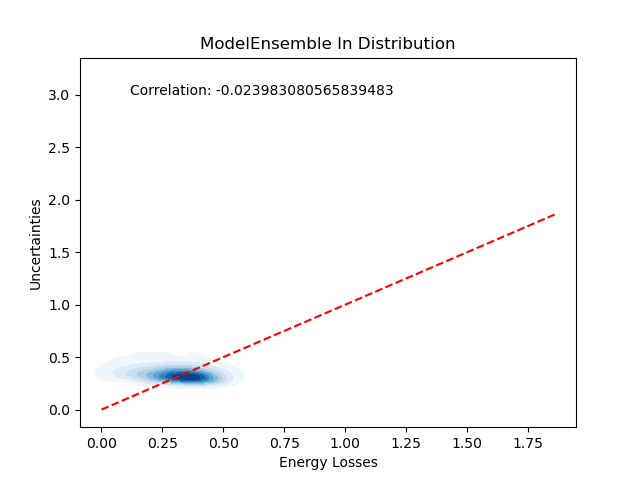 ModelEnsemble In Distribution
Correlation: -0.023983080565839483
3.0
2.5
2.0
1.5
1.0
0.5
0.0
Uncertainties
0.00 0.25 0.50 0.75 1.00 1.25 1.50 1.75
Energy Losses